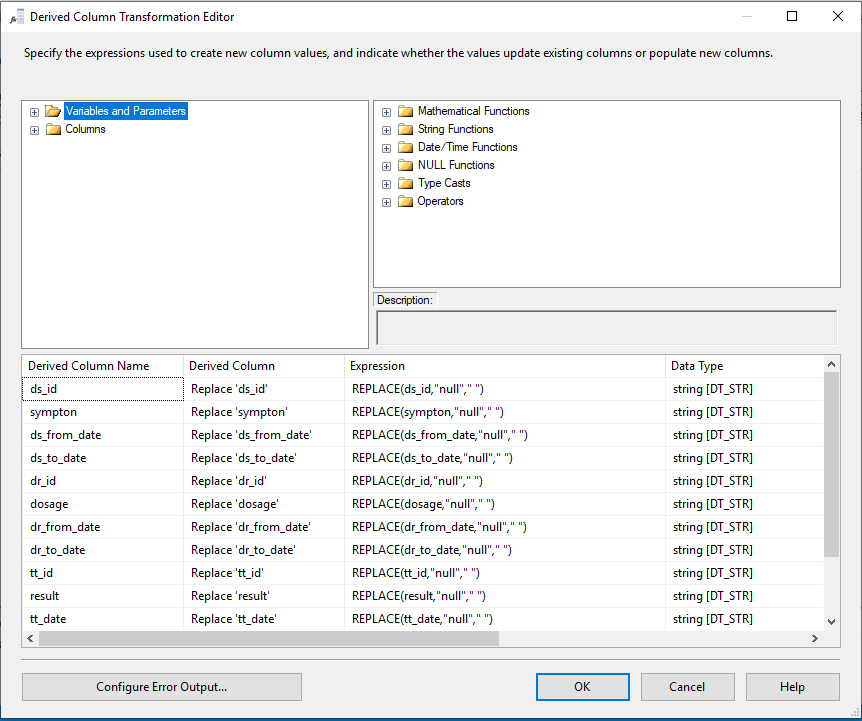 Derived Column Transformation Editor
Specify the expressions used to create new column values, and indicate whether the values update existing columns or populate new columns.
Variables and Parameters
Columns
Mathematical Functions
String Functions
Date/Time Functions
NULL Functions
Type Casts
Operators
Description:
Derived Column Name Derived Column Expression Data Type
ds_id Replace 'ds_id' REPLACE(ds_id,"null"," ") string [DT_STR]
sympton Replace 'sympton' REPLACE(sympton,"null"," ") string [DT_STR]
ds_from_date Replace 'ds_from_date' REPLACE(ds_from_date,"null"," ") string [DT_STR]
ds_to_date Replace 'ds_to_date' REPLACE(ds_to_date,"null"," ") string [DT_STR]
dr_id Replace 'dr_id' REPLACE(dr_id,"null"," ") string [DT_STR]
dosage Replace 'dosage' REPLACE(dosage,"null"," ") string [DT_STR]
dr_from_date Replace 'dr_from_date' REPLACE(dr_from_date,"null"," ") string [DT_STR]
dr_to_date Replace 'dr_to_date' REPLACE(dr_to_date,"null"," ") string [DT_STR]
tt_id Replace 'tt_id' REPLACE(tt_id,"null"," ") string [DT_STR]
result Replace 'result' REPLACE(result,"null"," ") string [DT_STR]
tt_date Replace 'tt_date' REPLACE(tt_date,"null"," ") string [DT_STR]
Configure Error Output... OK Cancel Help